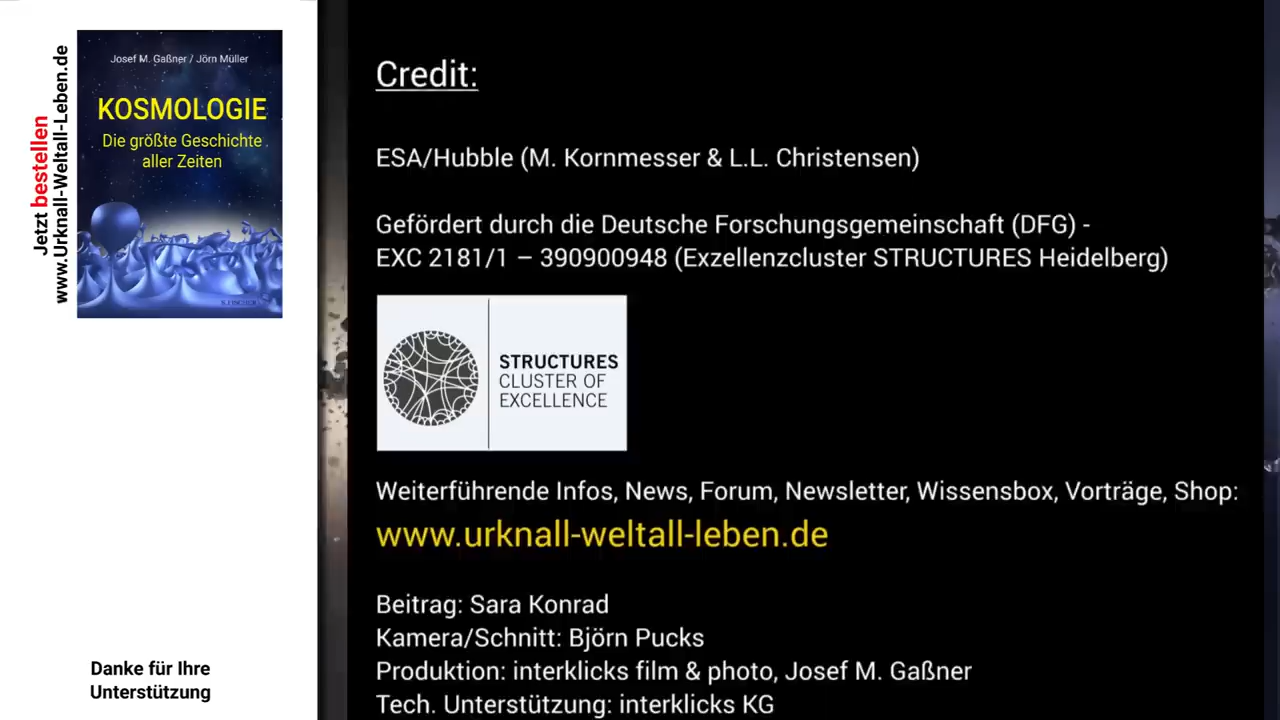 Jetzt bestellen
www.Urknall-Weltall-Leben.de
Josef M. Gaßner / Jörn Müller
KOSMOLOGIE
Die größte Geschichte
aller Zeiten
S. FISCHER
Danke für Ihre
Unterstützung
Credit:
ESA/Hubble (M. Kornmesser & L.L. Christensen)
Gefördert durch die Deutsche Forschungsgemeinschaft (DFG) -
EXC 2181/1 – 390900948 (Exzellenzcluster STRUCTURES Heidelberg)
STRUCTURES
CLUSTER OF
EXCELLENCE
Weiterführende Infos, News, Forum, Newsletter, Wissensbox, Vorträge, Shop:
www.urknall-weltall-leben.de
Beitrag: Sara Konrad
Kamera/Schnitt: Björn Pucks
Produktion: interklicks film & photo, Josef M. Gaßner
Tech. Unterstützung: interklicks KG